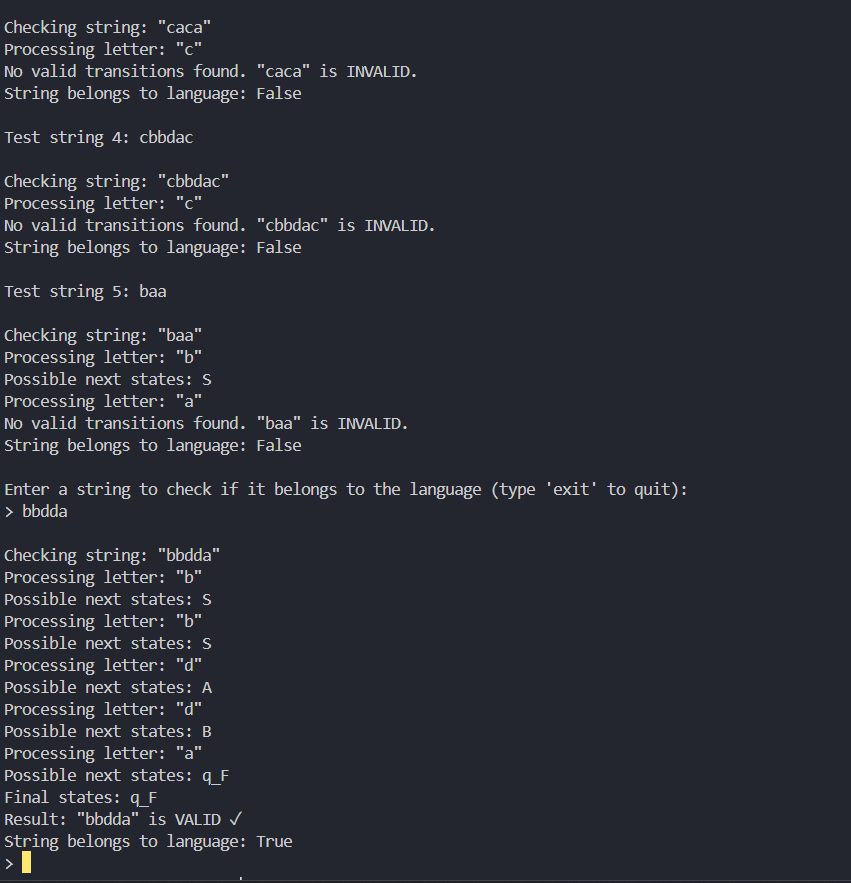 Checking string: "caca"
Processing letter: "c"
No valid transitions found. "caca" is INVALID.
String belongs to language: False
Test string 4: cbbdac
Checking string: "cbbdac"
Processing letter: "c"
No valid transitions found. "cbbdac" is INVALID.
String belongs to language: False
Test string 5: baa
Checking string: "baa"
Processing letter: "b"
Possible next states: S
Processing letter: "a"
No valid transitions found. "baa" is INVALID.
String belongs to language: False
Enter a string to check if it belongs to the language (type 'exit' to quit):
> bbdda
Checking string: "bbdda"
Processing letter: "b"
Possible next states: S
Processing letter: "b"
Possible next states: S
Processing letter: "d"
Possible next states: A
Processing letter: "d"
Possible next states: B
Processing letter: "a"
Possible next states: q_F
Final states: q_F
Result: "bbdda" is VALID ✓
String belongs to language: True
>